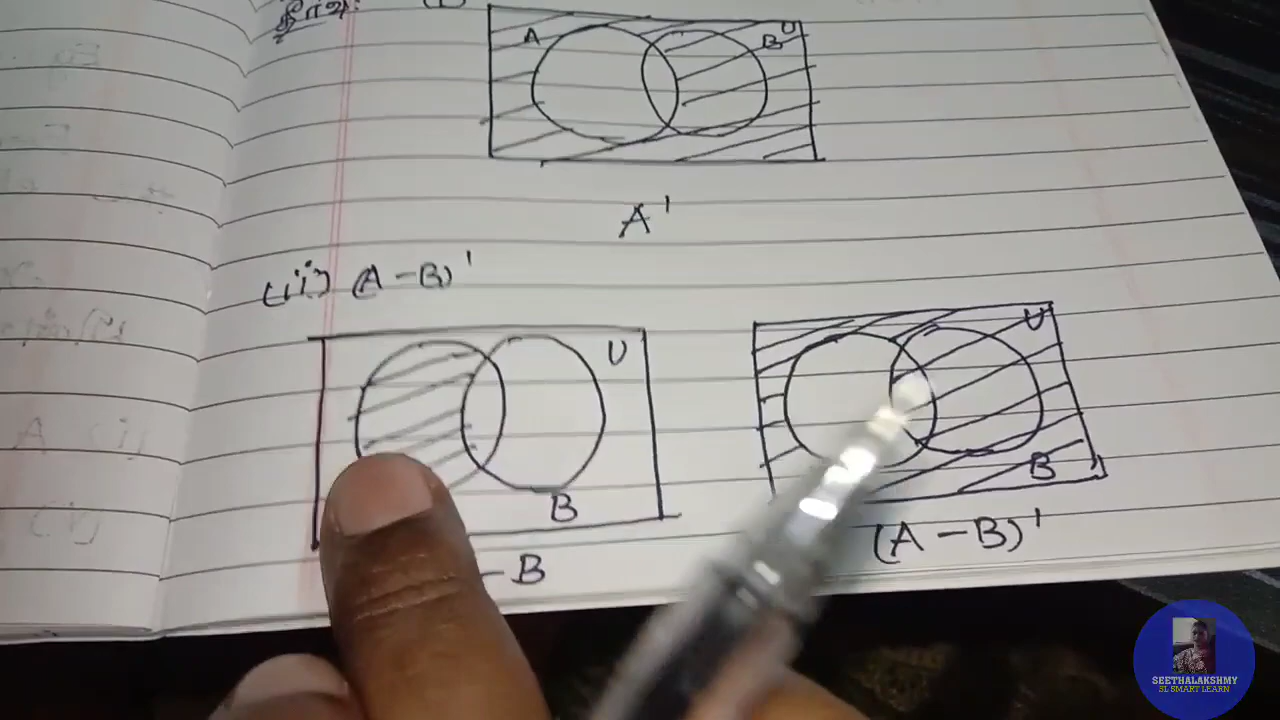 தீர்வு:
A
B
U
A'
(ii) (A - B)'
U
B
- B
U
B
(A - B)'
SEETHALAKSHMY
SL SMART LEARN